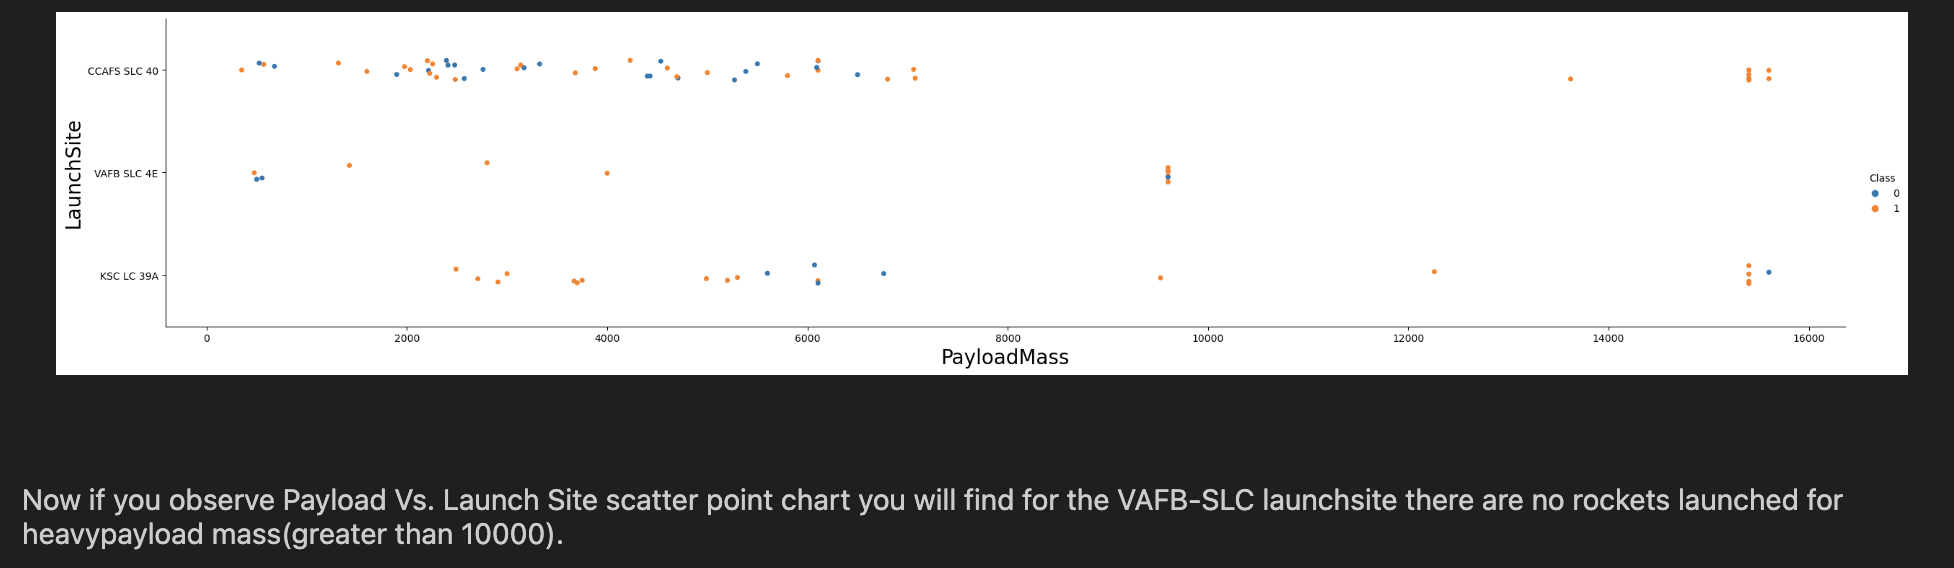 CCAFS SLC 40
VAFB SLC 4E
KSC LC 39A
LaunchSite
0 2000 4000 6000 8000 10000 12000 14000 16000
PayloadMass
Class
0
1
Now if you observe Payload Vs. Launch Site scatter point chart you will find for the VAFB-SLC launchsite there are no rockets launched for
heavypayload mass(greater than 10000).